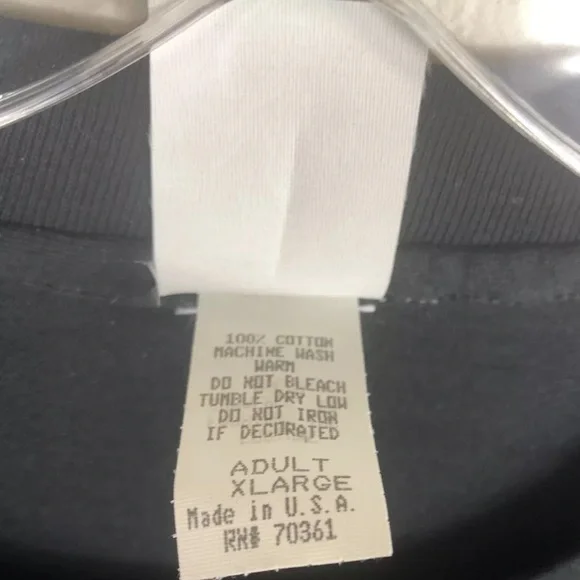 100% COTTON
MACHINE WASH
WARM
DO NOT BLEACH
TUMBLE DRY LOW
DO NOT IRON
IF DECORATED
ADULT
XLARGE
Made in U.S.A.
RN# 70361